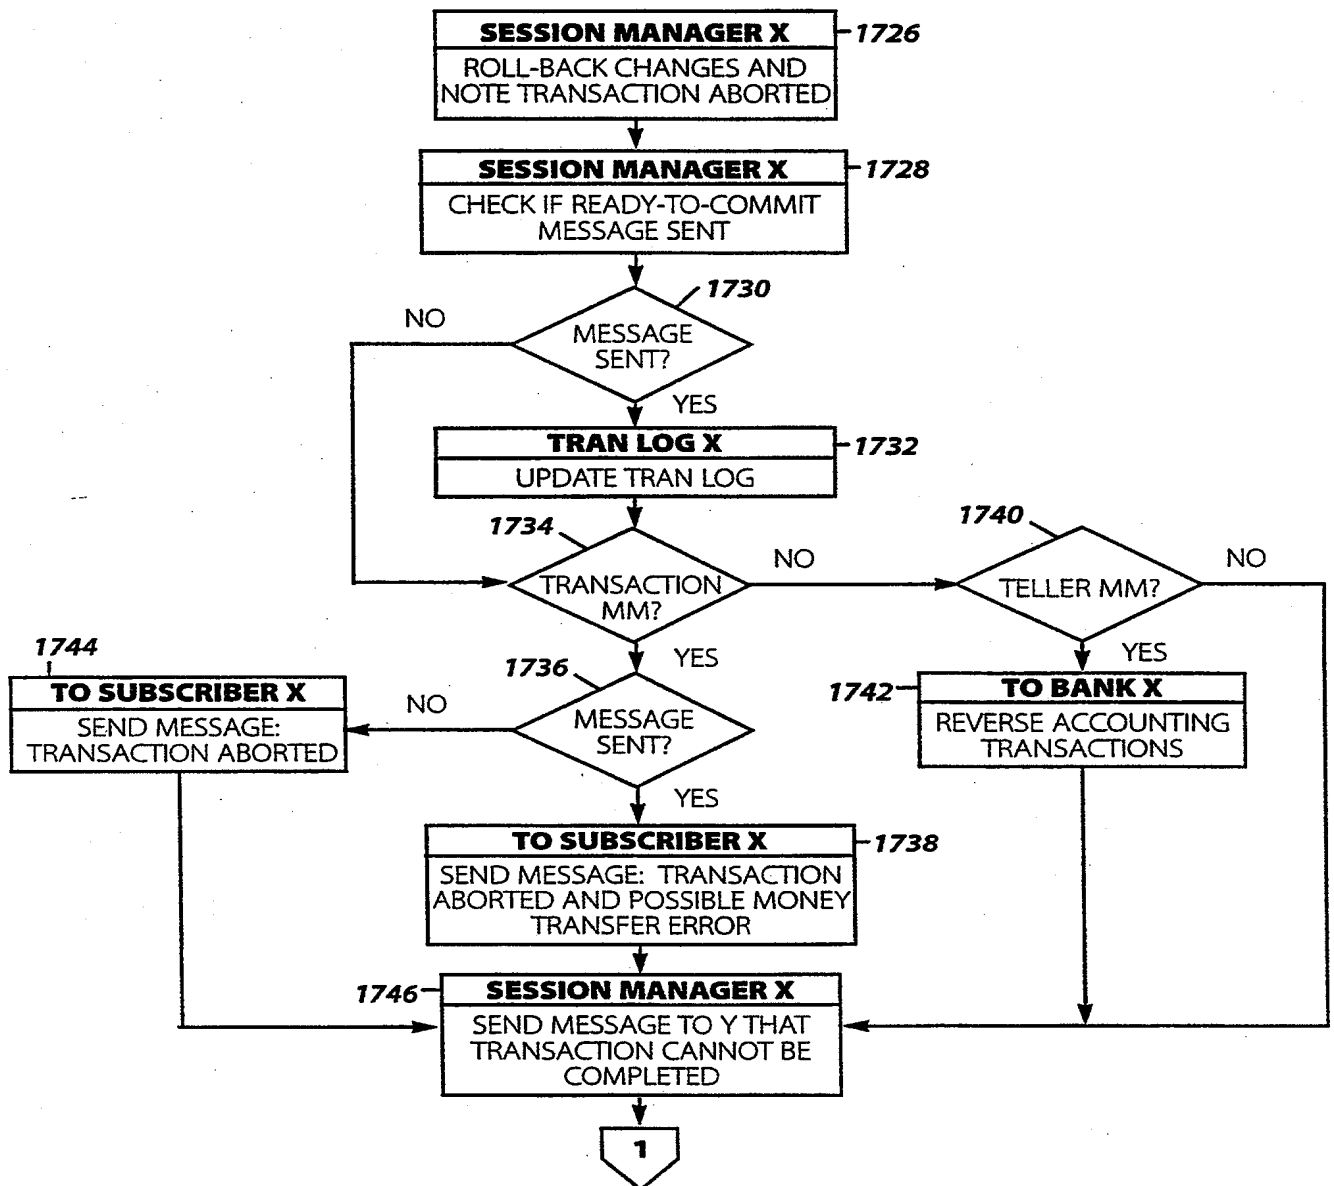 SESSION MANAGER X
1726
ROLL-BACK CHANGES AND
NOTE TRANSACTION ABORTED
SESSION MANAGER X
1728
CHECK IF READY-TO-COMMIT
MESSAGE SENT
1730
NO
MESSAGE
SENT?
YES
TRAN LOG X
1732
UPDATE TRAN LOG
1734
1740
TRANSACTION
MM?
NO
TELLER MM?
NO
YES
YES
1744
TO SUBSCRIBER X
SEND MESSAGE:
TRANSACTION ABORTED
1736
NO
MESSAGE
SENT?
YES
1742
TO BANK X
REVERSE ACCOUNTING
TRANSACTIONS
TO SUBSCRIBER X
1738
SEND MESSAGE: TRANSACTION
ABORTED AND POSSIBLE MONEY
TRANSFER ERROR
1746
SESSION MANAGER X
SEND MESSAGE TO Y THAT
TRANSACTION CANNOT BE
COMPLETED
1